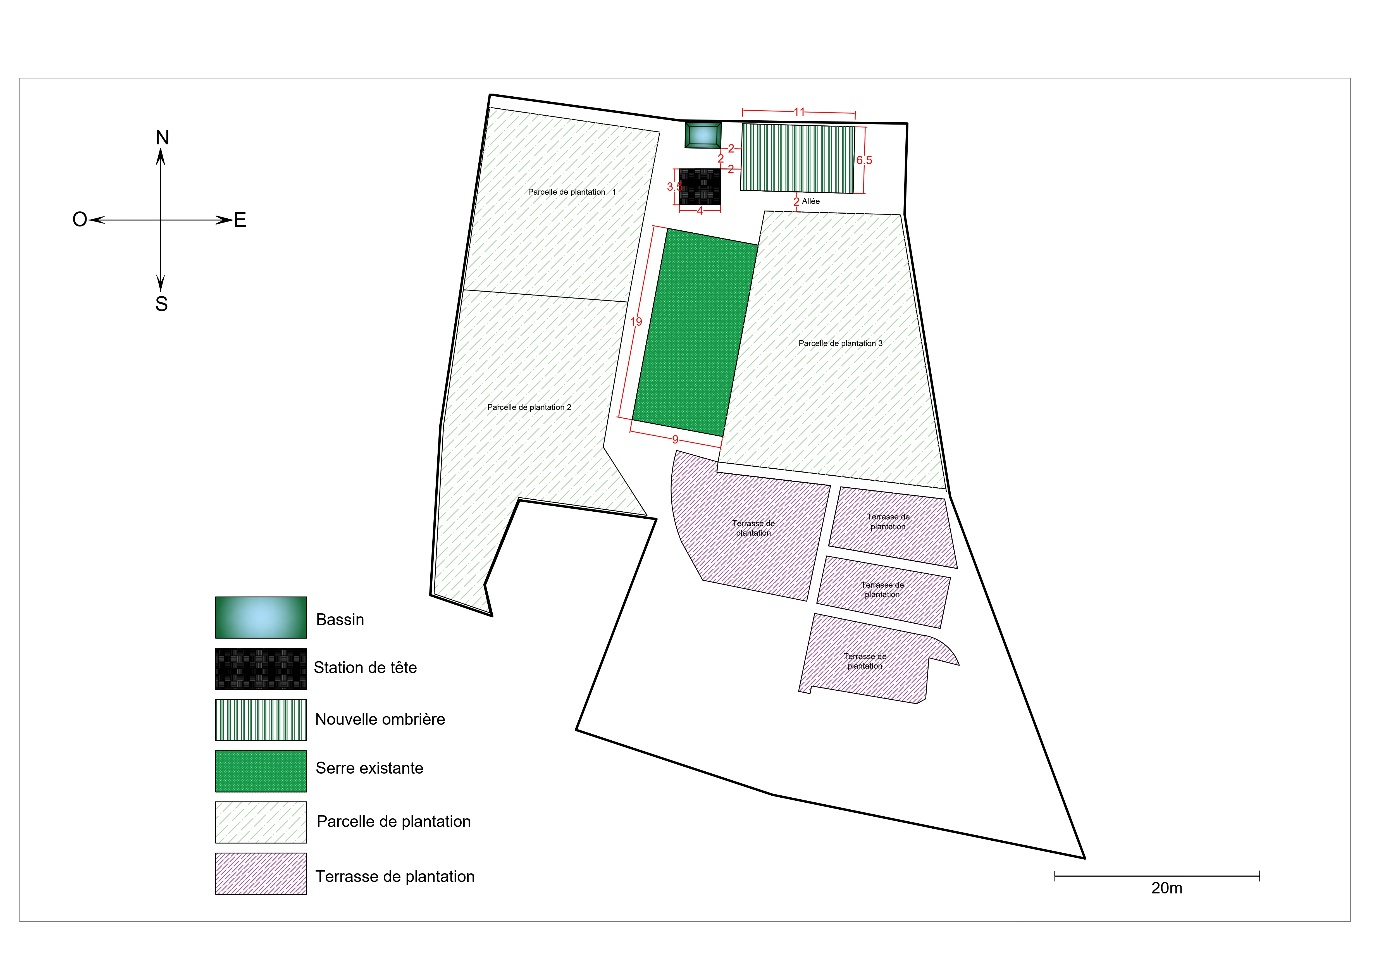 N
O
E
S
11
2
2
2
6.5
3.5
4
2 Allée
Parcelle de plantation 1
19
Parcelle de plantation 3
Parcelle de plantation 2
9
Terrasse de
plantation
Terrasse de
plantation
Terrasse de
plantation
Terrasse de
plantation
Bassin
Station de tête
Nouvelle ombrière
Serre existante
Parcelle de plantation
Terrasse de plantation
20m